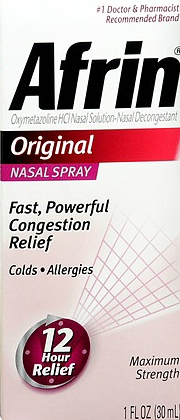 #1 Doctor & Pharmacist
Recommended Brand
Afrin®
Oxymetazoline HCl Nasal Solution-Nasal Decongestant
Original
NASAL SPRAY
Fast, Powerful
Congestion
Relief
Colds • Allergies
12
Hour
Relief
Maximum
Strength
1 FL OZ (30 mL)